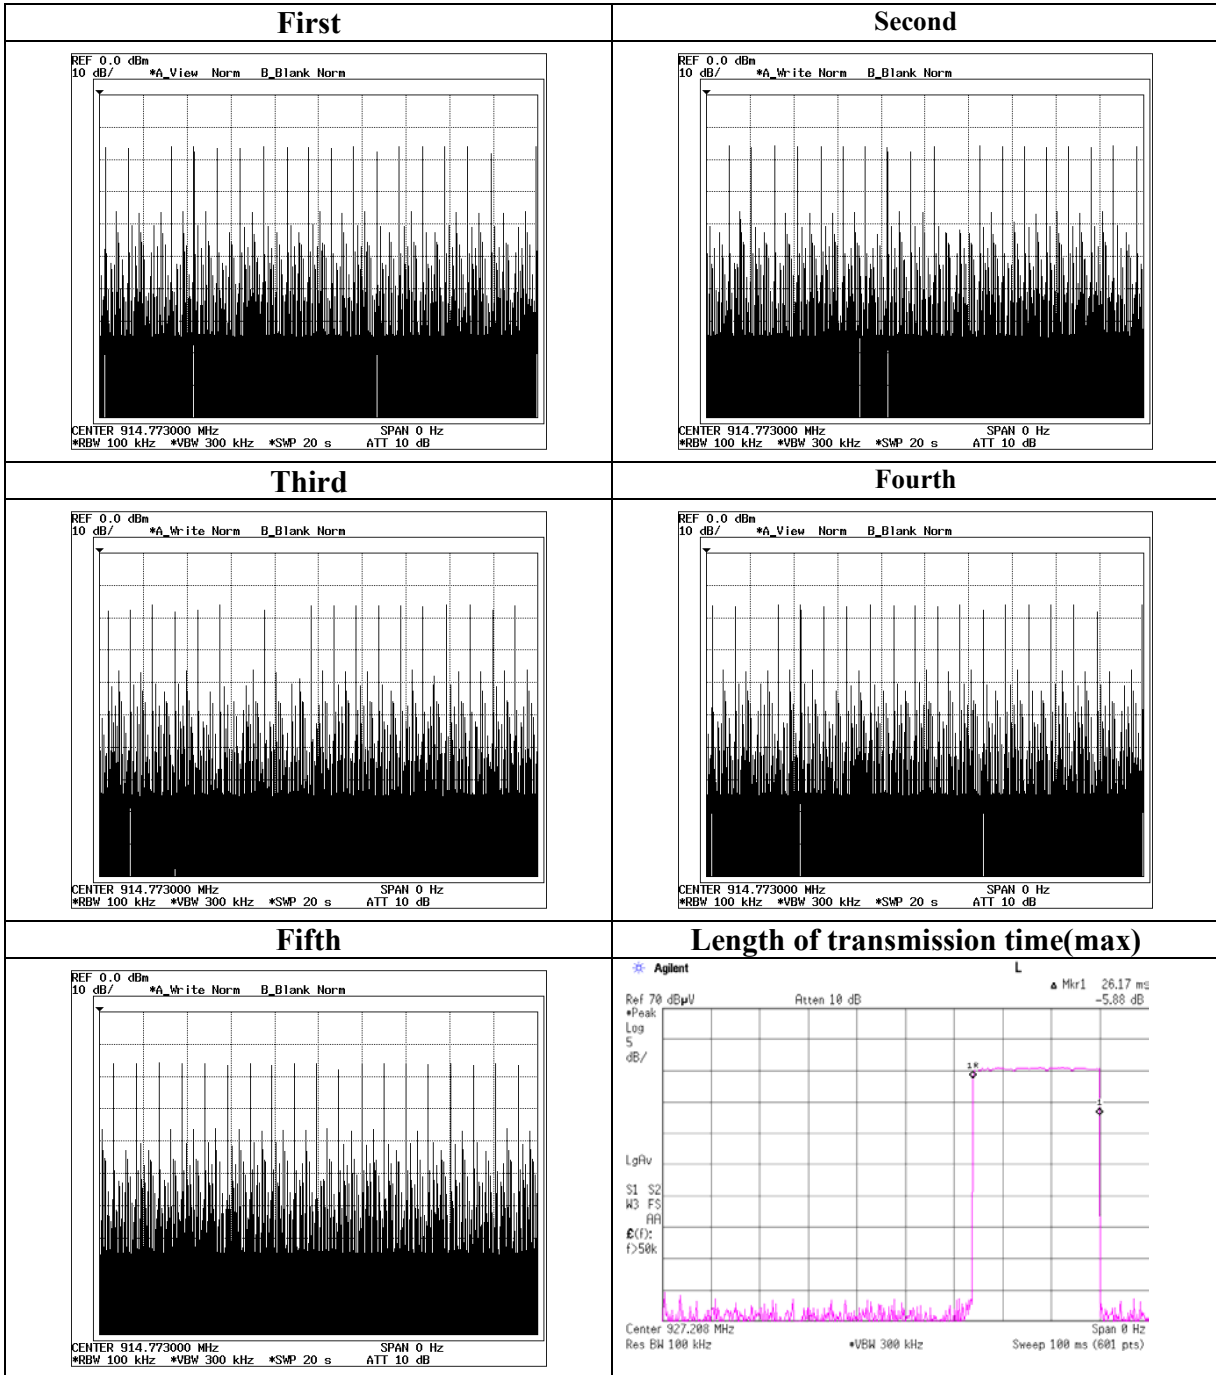 First
REF 0.0 dBm
10 dB/ *A_View Norm B_Blank Norm
CENTER 914.773000 MHz SPAN 0 Hz
*RBW 100 kHz *VBW 300 kHz *SWP 20 s ATT 10 dB
Second
REF 0.0 dBm
10 dB/ *A_Write Norm B_Blank Norm
CENTER 914.773000 MHz SPAN 0 Hz
*RBW 100 kHz *VBW 300 kHz *SWP 20 s ATT 10 dB
Third
REF 0.0 dBm
10 dB/ *A_Write Norm B_Blank Norm
CENTER 914.773000 MHz SPAN 0 Hz
*RBW 100 kHz *VBW 300 kHz *SWP 20 s ATT 10 dB
Fourth
REF 0.0 dBm
10 dB/ *A_View Norm B_Blank Norm
CENTER 914.773000 MHz SPAN 0 Hz
*RBW 100 kHz *VBW 300 kHz *SWP 20 s ATT 10 dB
Fifth
REF 0.0 dBm
10 dB/ *A_Write Norm B_Blank Norm
CENTER 914.773000 MHz SPAN 0 Hz
*RBW 100 kHz *VBW 300 kHz *SWP 20 s ATT 10 dB
Length of transmission time(max)
Agilent L
Δ Mkr1 26.17 ms
Ref 70 dBµV Atten 10 dB -5.88 dB
*Peak
Log
5
dB/
1R
1
LgAv
S1 S2
W3 FS
AA
£(f):
f>50k
Center 927.208 MHz Span 0 Hz
Res BW 100 kHz *VBW 300 kHz Sweep 100 ms (601 pts)